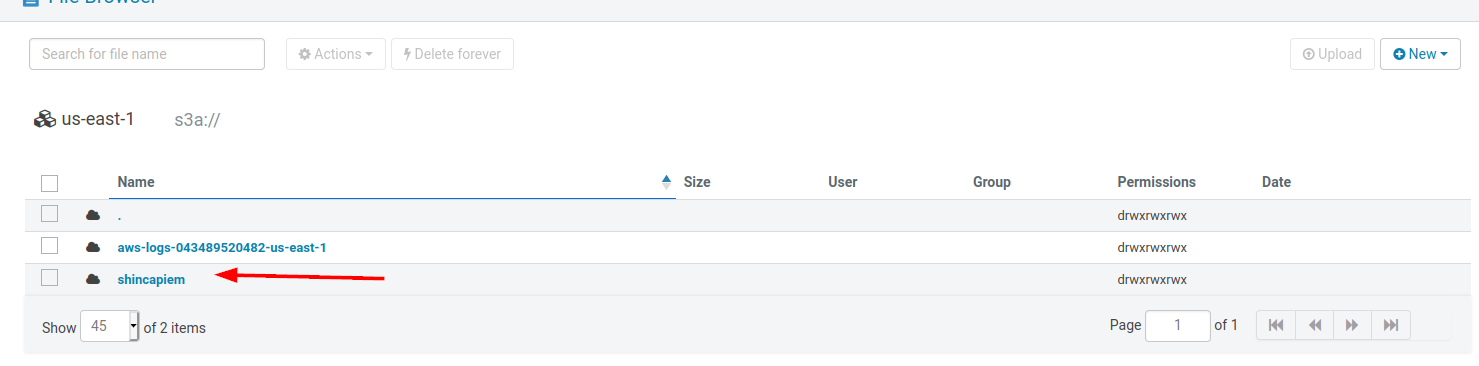 File Browser
Search for file name
Actions
Delete forever
Upload
New
us-east-1 s3a://
Name Size User Group Permissions Date
. drwxrwxrwx
aws-logs-043489520482-us-east-1 drwxrwxrwx
shincapiem drwxrwxrwx
Show 45 of 2 items
Page 1 of 1